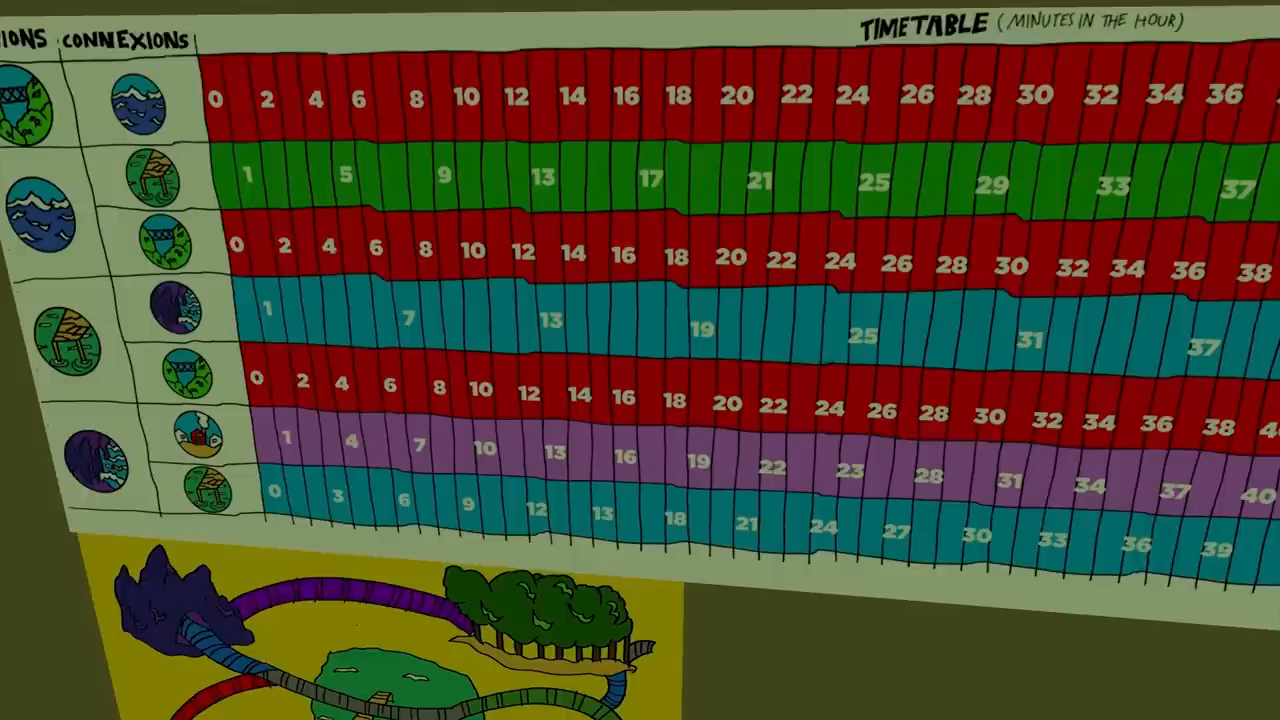 IONS CONNEXIONS TIMETABLE (MINUTES IN THE HOUR)
0 2 4 6 8 10 12 14 16 18 20 22 24 26 28 30 32 34 36
1 5 9 13 17 21 25 29 33 37
0 2 4 6 8 10 12 14 16 18 20 22 24 26 28 30 32 34 36 38
1 7 13 19 25 31 37
0 2 4 6 8 10 12 14 16 18 20 22 24 26 28 30 32 34 36 38 4
1 4 7 10 13 16 19 22 23 28 31 34 37 40
0 3 6 9 12 13 18 21 24 27 30 33 36 39